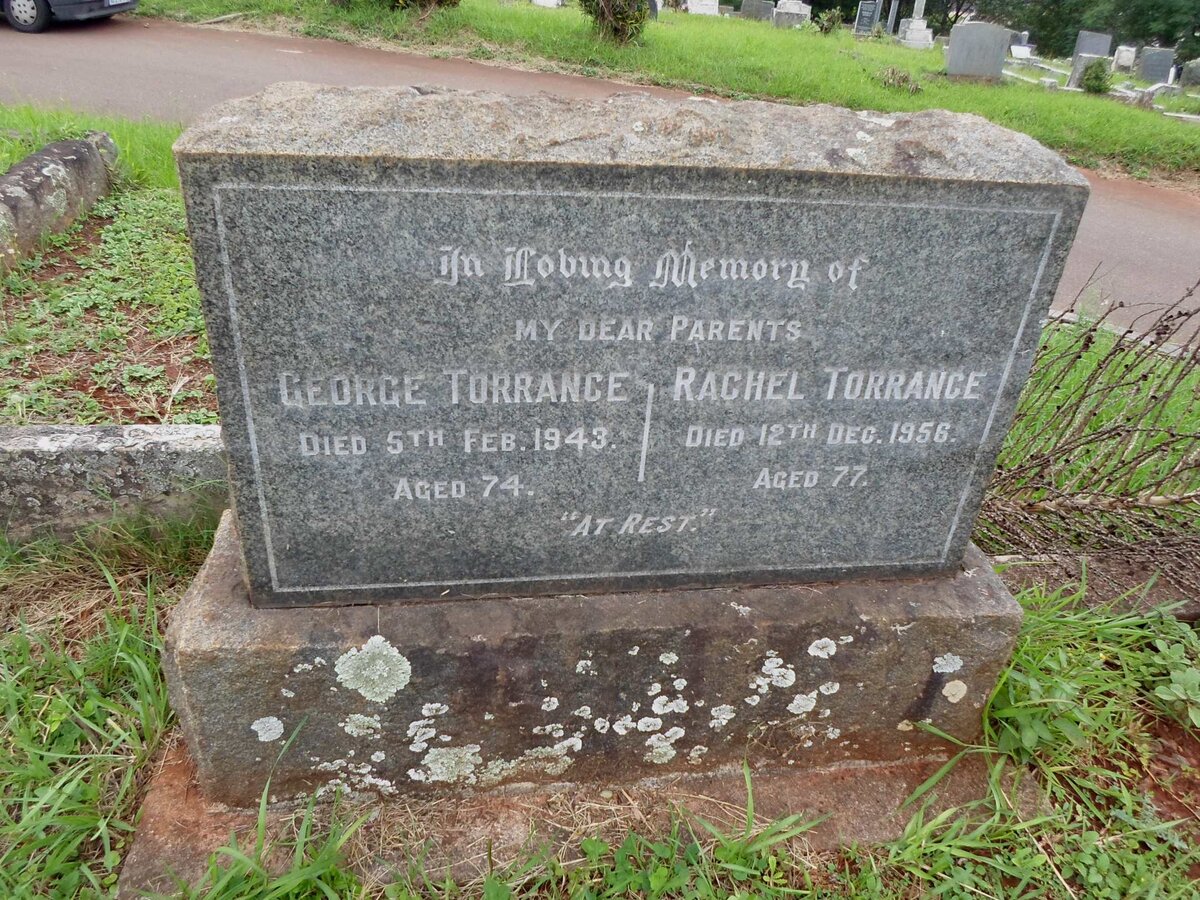 In Loving Memory of
MY DEAR PARENTS
GEORGE TORRANCE
DIED 5TH FEB. 1943.
AGED 74.
RACHEL TORRANCE
DIED 12TH DEC. 1956.
AGED 77.
"AT REST."